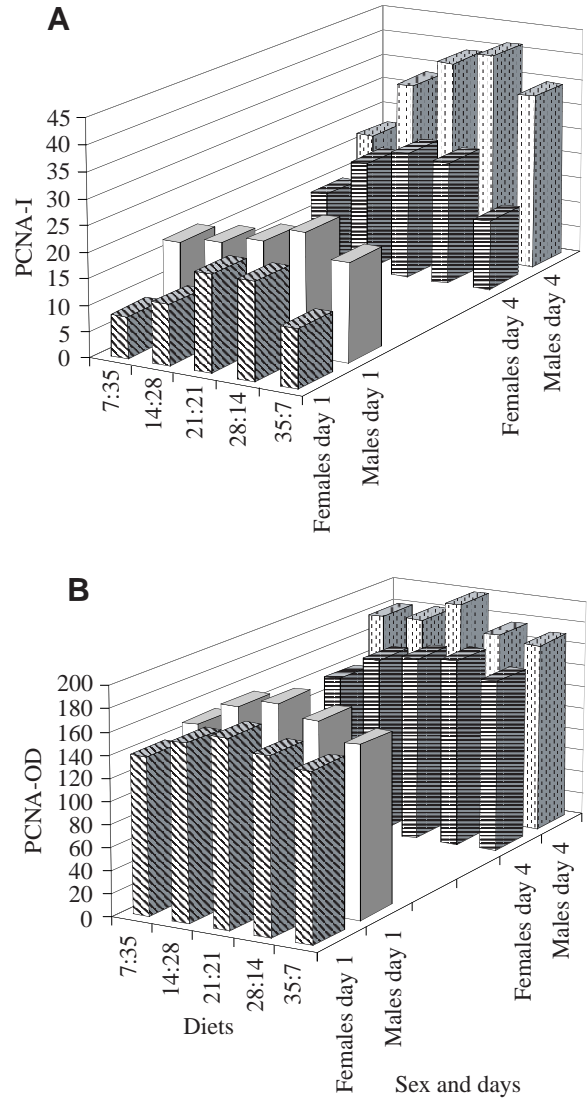 A
PCNA-I
45
40
35
30
25
20
15
10
5
0
7:35
14:28
21:21
28:14
35:7
Females day 1
Males day 1
Females day 4
Males day 4
B
PCNA-OD
200
180
160
140
120
100
80
60
40
20
0
7:35
14:28
21:21
28:14
35:7
Diets
Females day 1
Males day 1
Females day 4
Males day 4
Sex and days